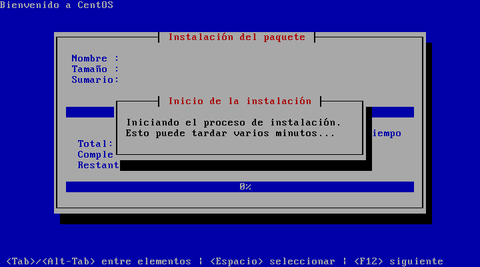 Bienvenido a CentOS
Instalación del paquete
Nombre :
Tamaño :
Sumario:
Inicio de la instalación
Iniciando el proceso de instalación.
Esto puede tardar varios minutos...
iempo
Total:
Comple
Restant
0%
<Tab>/<Alt-Tab> entre elementos | <Espacio> seleccionar | <F12> siguiente